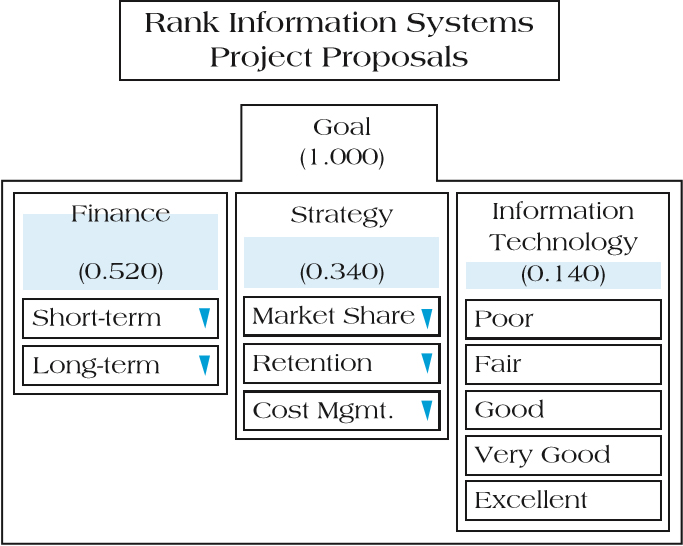 Rank Information Systems
Project Proposals
Goal
(1.000)
Finance
(0.520)
Short-term
Long-term
Strategy
(0.340)
Market Share
Retention
Cost Mgmt.
Information
Technology
(0.140)
Poor
Fair
Good
Very Good
Excellent